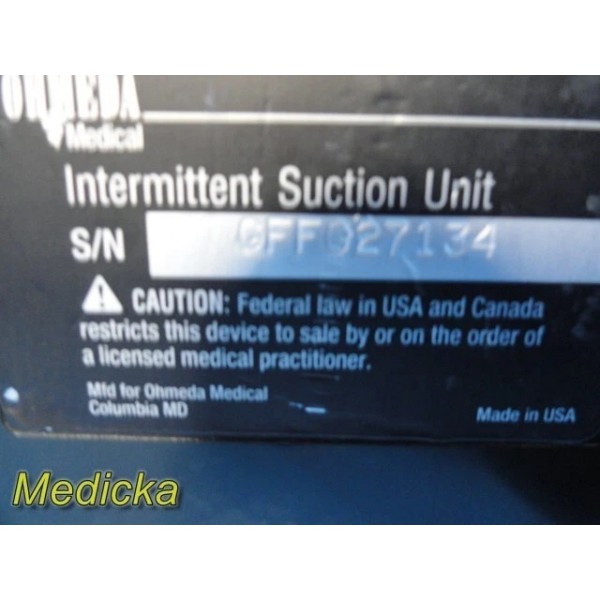 OHMEDA
Medical
Intermittent Suction Unit
S/N GFF027134
CAUTION: Federal law in USA and Canada
restricts this device to sale by or on the order of
a licensed medical practitioner.
Mfd for Ohmeda Medical
Columbia MD
Made in USA
Medicka